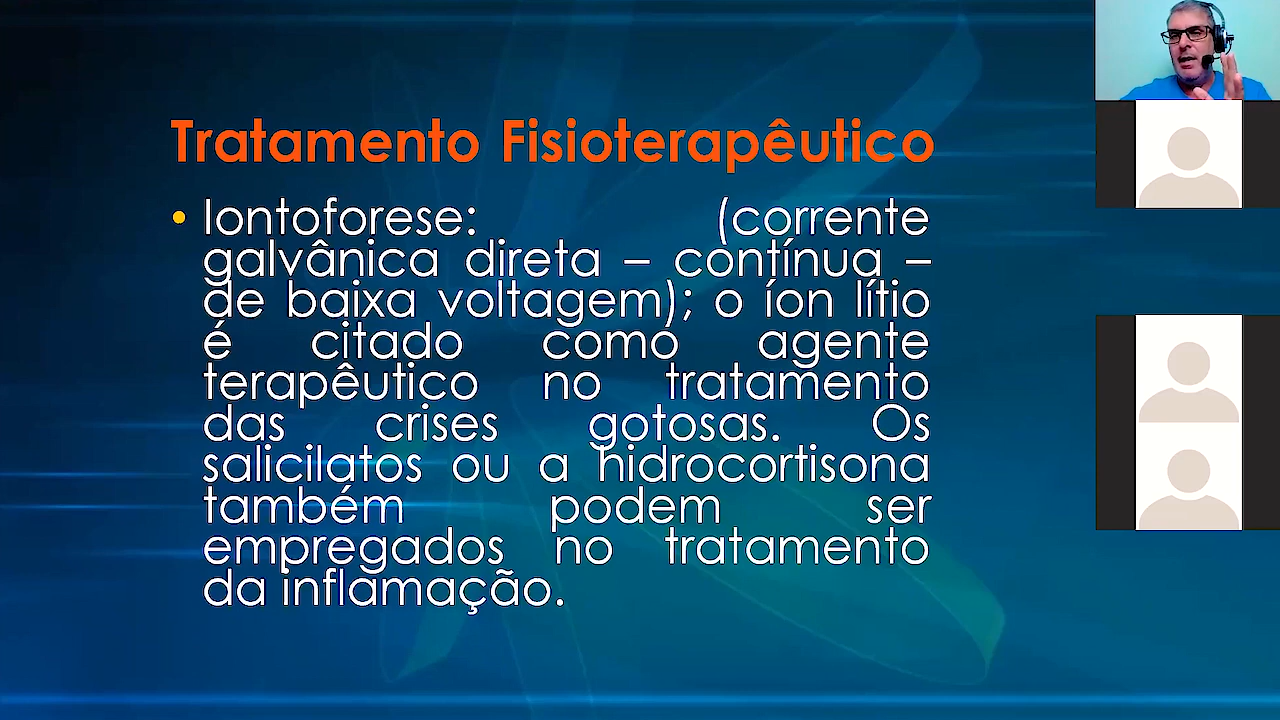 Tratamento Fisioterapêutico
• Iontoforese: (corrente
galvânica direta – contínua –
de baixa voltagem); o íon lítio
é citado como agente
terapêutico no tratamento
das crises gotosas. Os
salicilatos ou a hidrocortisona
também podem ser
empregados no tratamento
da inflamação.